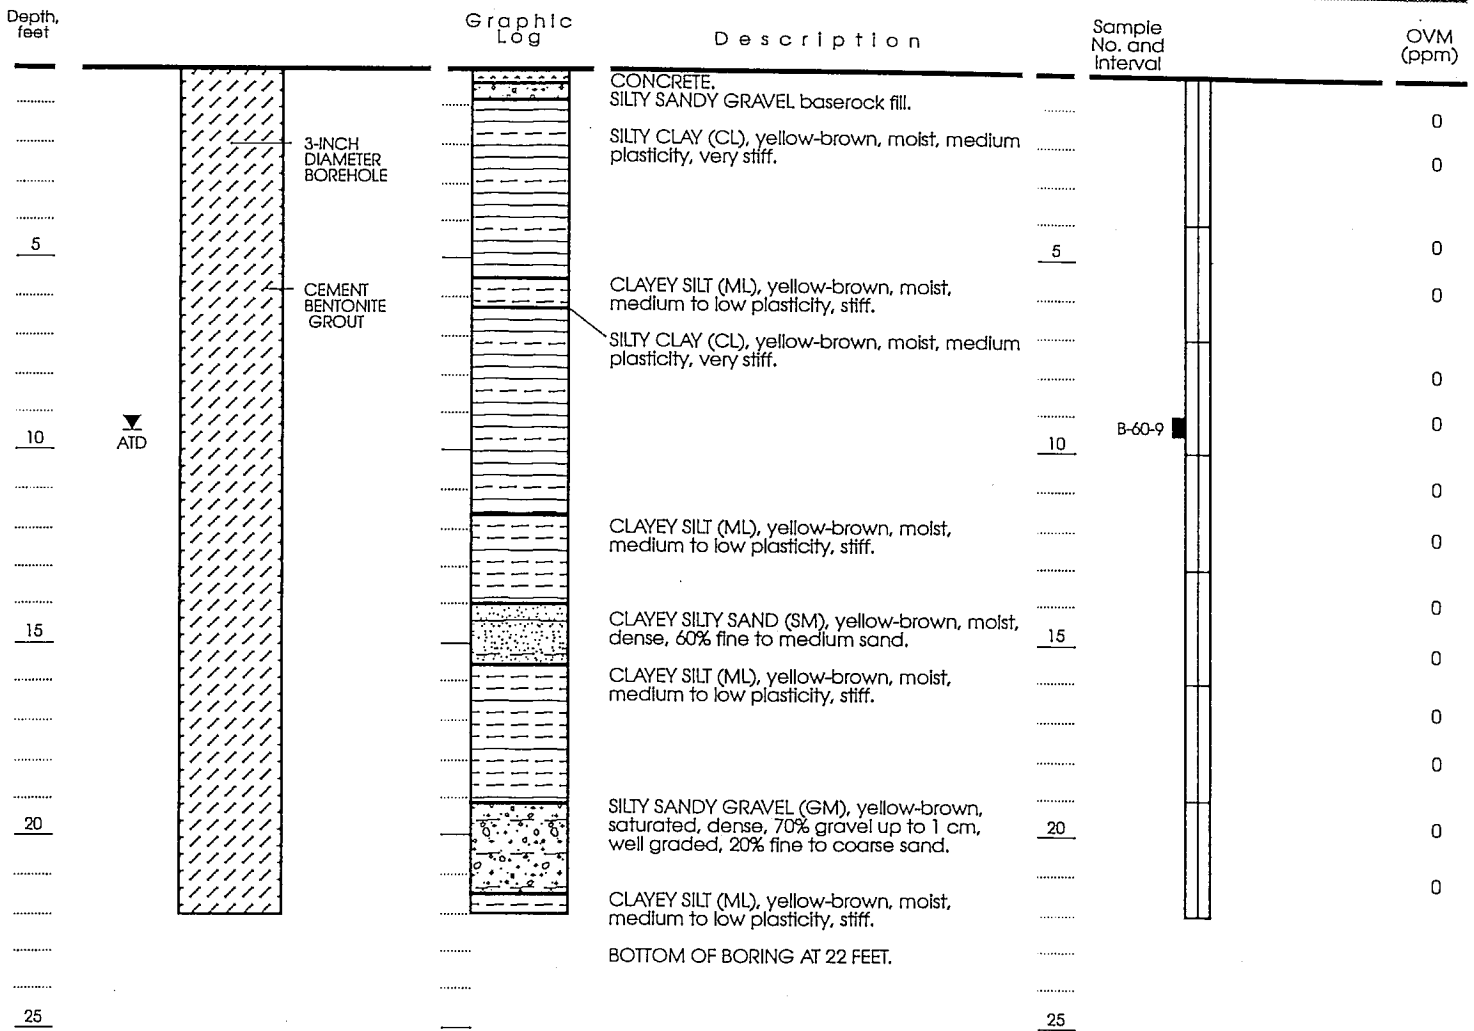 Depth,
feet
Graphic
Log
Description
Sample
No. and
Interval
OVM
(ppm)
CONCRETE.
SILTY SANDY GRAVEL baserock fill.
0
3-INCH
DIAMETER
BOREHOLE
SILTY CLAY (CL), yellow-brown, moist, medium
plasticity, very stiff.
0
5
5
0
CEMENT
BENTONITE
GROUT
CLAYEY SILT (ML), yellow-brown, moist,
medium to low plasticity, stiff.
0
SILTY CLAY (CL), yellow-brown, moist, medium
plasticity, very stiff.
0
10
ATD
10
B-60-9
0
0
CLAYEY SILT (ML), yellow-brown, moist,
medium to low plasticity, stiff.
0
15
CLAYEY SILTY SAND (SM), yellow-brown, moist,
dense, 60% fine to medium sand.
15
0
CLAYEY SILT (ML), yellow-brown, moist,
medium to low plasticity, stiff.
0
0
0
20
SILTY SANDY GRAVEL (GM), yellow-brown,
saturated, dense, 70% gravel up to 1 cm,
well graded, 20% fine to coarse sand.
20
0
CLAYEY SILT (ML), yellow-brown, moist,
medium to low plasticity, stiff.
0
BOTTOM OF BORING AT 22 FEET.
25
25